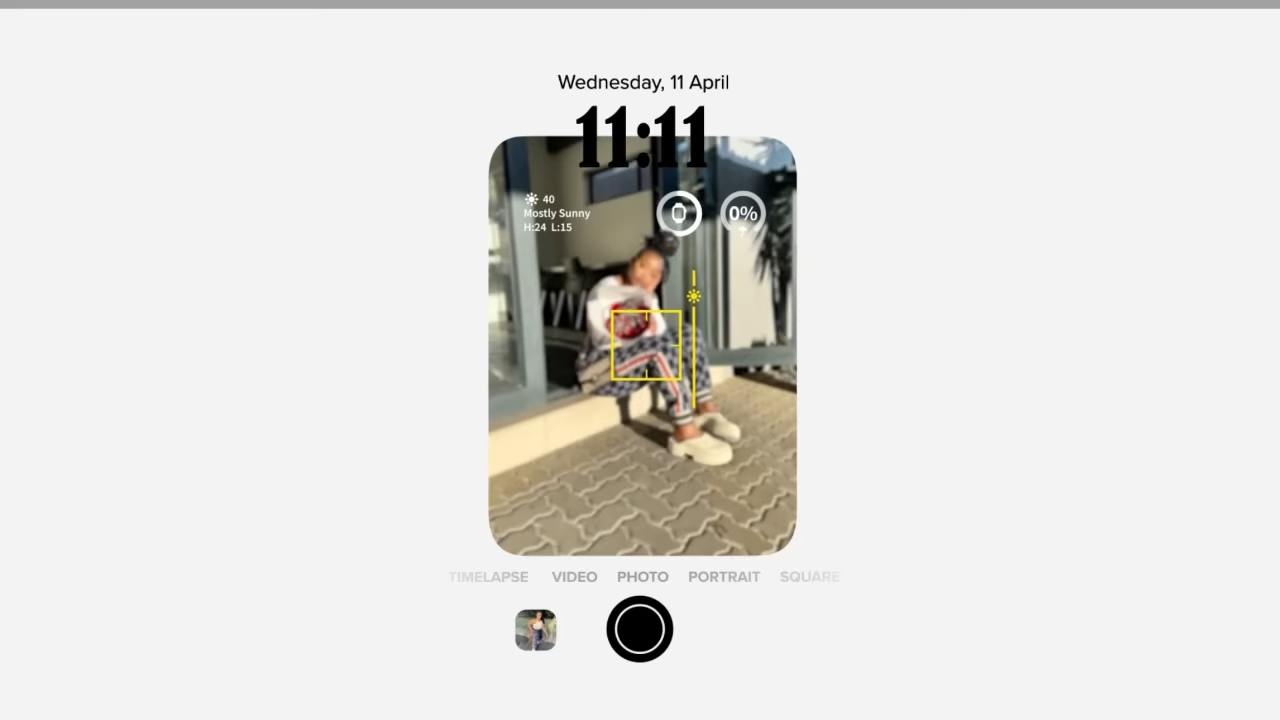 Wednesday, 11 April
11:11
40
Mostly Sunny
H:24 L:15
0%
TIMELAPSE VIDEO PHOTO PORTRAIT SQUARE